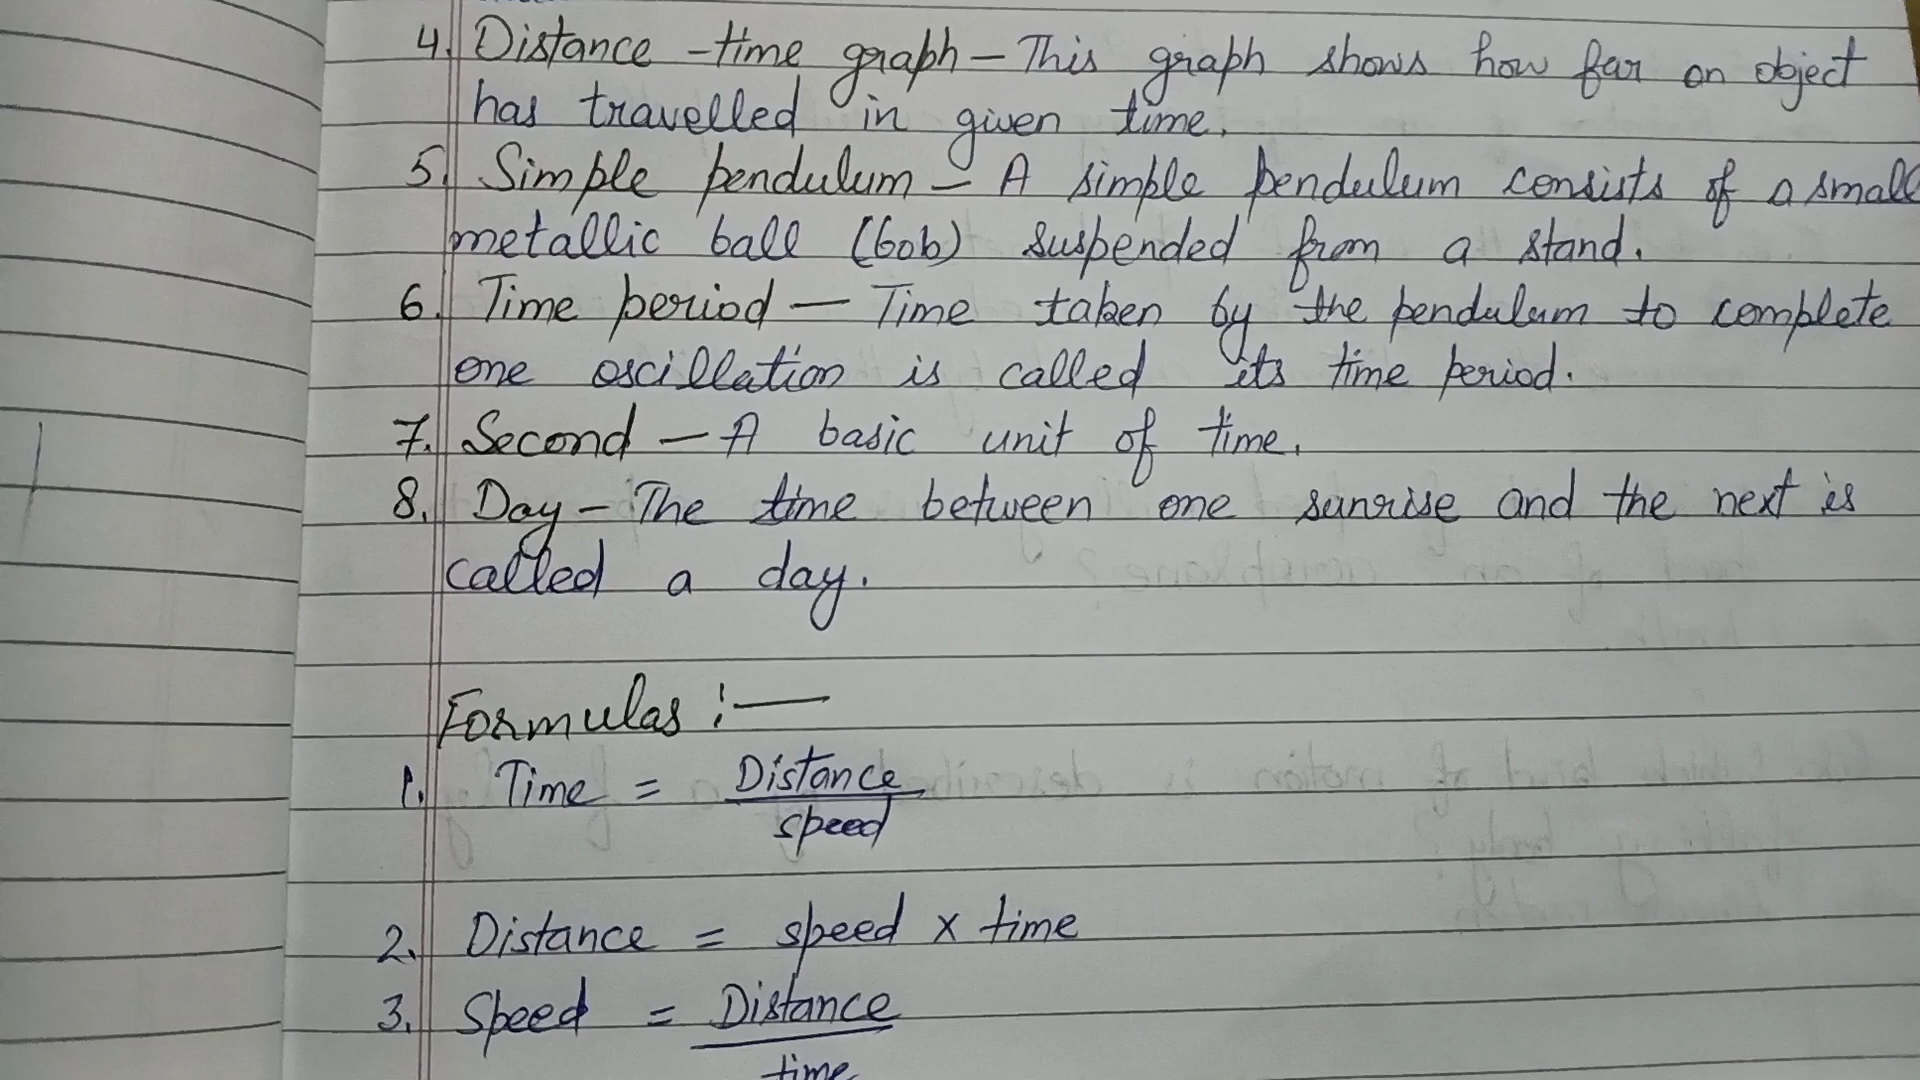 4. Distance - time graph – This graph shows how far an object
has travelled in given time.
5. Simple pendulum – A simple pendulum consists of a small
metallic ball (bob) suspended from a stand.
6. Time period – Time taken by the pendulum to complete
one oscillation is called its time period.
7. Second – A basic unit of time.
8. Day – The time between one sunrise and the next is
called a day.
Formulas :—
1. Time = Distance
speed
2. Distance = speed x time
3. Speed = Distance
time